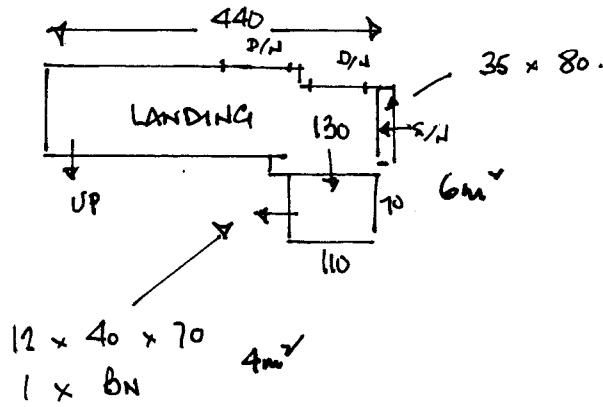 440
D/N
D/N
35 x 80.
LANDING
130
UP
70
6m²
110
12 x 40 x 70
4m²
1 x BN